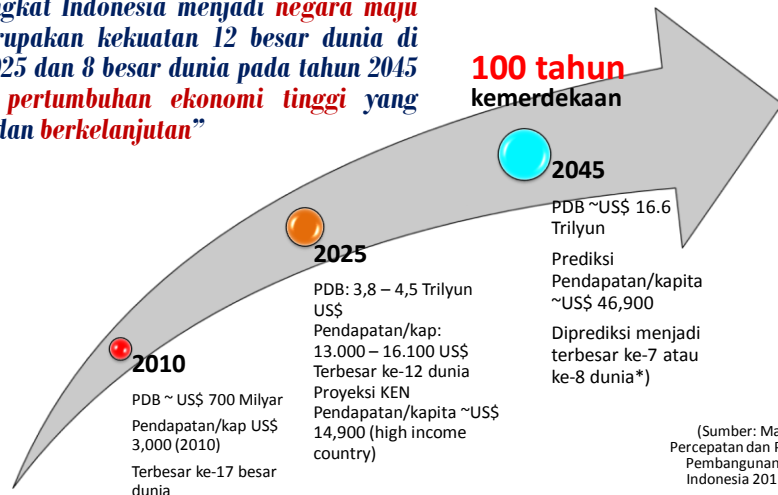 gkat Indonesia menjadi negara maju
rupakan kekuatan 12 besar dunia di
025 dan 8 besar dunia pada tahun 2045
pertumbuhan ekonomi tinggi yang
dan berkelanjutan”
100 tahun
kemerdekaan
2045
PDB ~US$ 16.6
Trilyun
Prediksi
Pendapatan/kapita
~US$ 46,900
Diprediksi menjadi
terbesar ke-7 atau
ke-8 dunia*)
2025
PDB: 3,8 – 4,5 Trilyun
US$
Pendapatan/kap:
13.000 – 16.100 US$
Terbesar ke-12 dunia
Proyeksi KEN
Pendapatan/kapita ~US$
14,900 (high income
country)
2010
PDB ~ US$ 700 Milyar
Pendapatan/kap US$
3,000 (2010)
Terbesar ke-17 besar
dunia
(Sumber: Ma
Percepatan dan P
Pembangunan
Indonesia 201